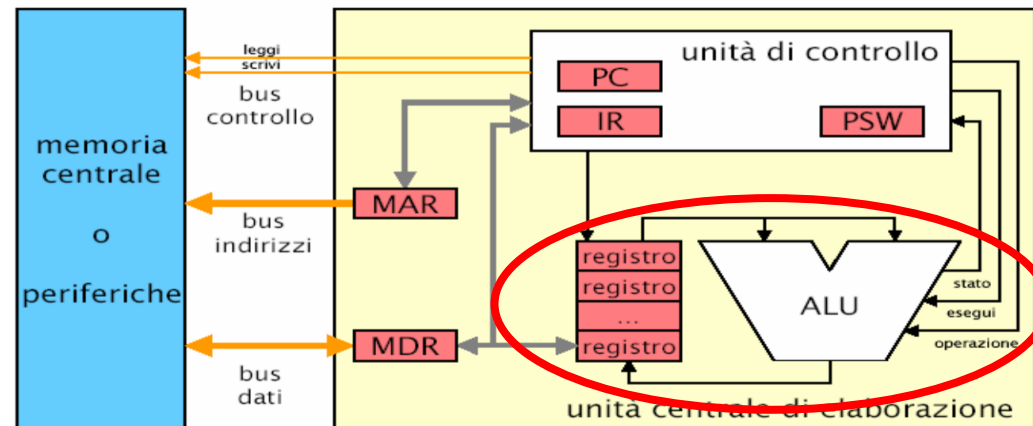 leggi
scrivi
bus
controllo
memoria
centrale
o
periferiche
bus
indirizzi
bus
dati
MAR
MDR
unità di controllo
PC
IR
PSW
registro
registro
...
registro
ALU
stato
esegui
operazione
unità centrale di elaborazione